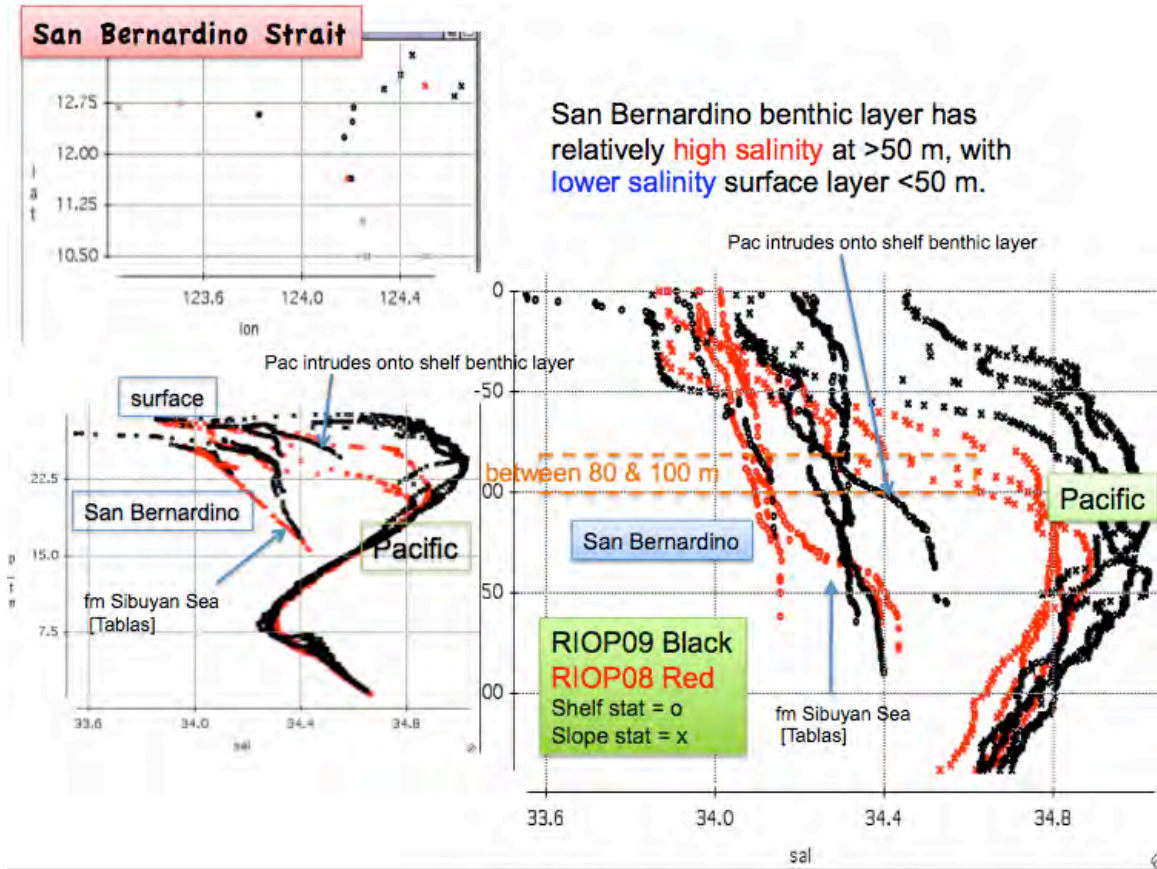 San Bernardino Strait
12.75
12.00
11.25
10.50
lat
123.6 124.0 124.4
lon
San Bernardino benthic layer has
relatively high salinity at >50 m, with
lower salinity surface layer <50 m.
Pac intrudes onto shelf benthic layer
Pac intrudes onto shelf benthic layer
surface
22.5
15.0
7.5
San Bernardino
Pacific
fm Sibuyan Sea
[Tablas]
33.6 34.0 34.4 34.8
sal
0
-50
between 80 & 100 m
00
50
00
San Bernardino
Pacific
RIOP09 Black
RIOP08 Red
Shelf stat = o
Slope stat = x
fm Sibuyan Sea
[Tablas]
33.6 34.0 34.4 34.8
sal